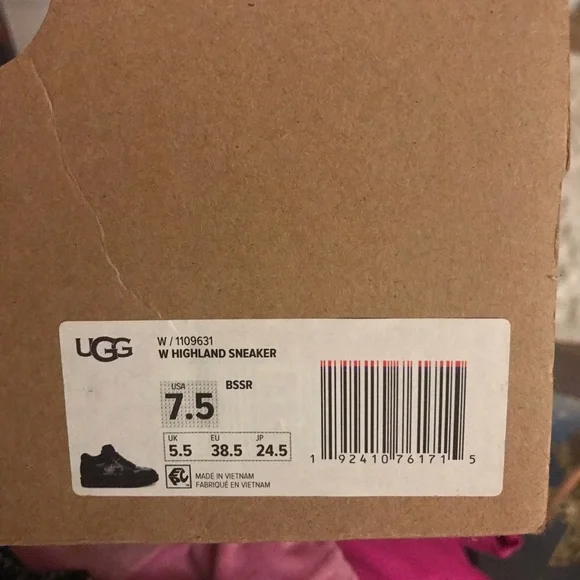 UGG
W / 1109631
W HIGHLAND SNEAKER
USA
7.5
BSSR
UK EU JP
5.5 38.5 24.5
MADE IN VIETNAM
FABRIQUÉ EN VIETNAM
1 92410 76171 5